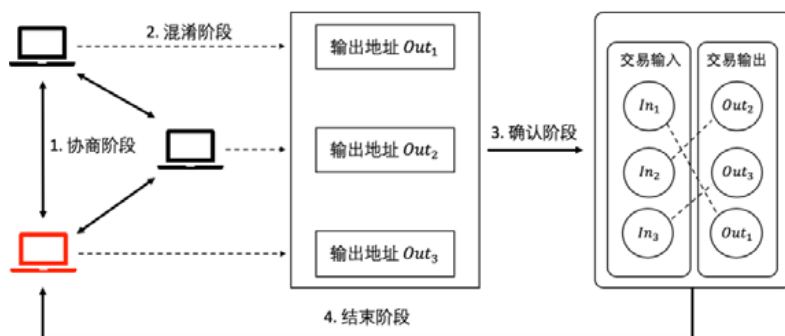 2. 混淆阶段
1. 协商阶段
输出地址 Out₁
输出地址 Out₂
输出地址 Out₃
3. 确认阶段
交易输入
交易输出
In₁
Out₂
In₂
Out₃
In₃
Out₁
4. 结束阶段